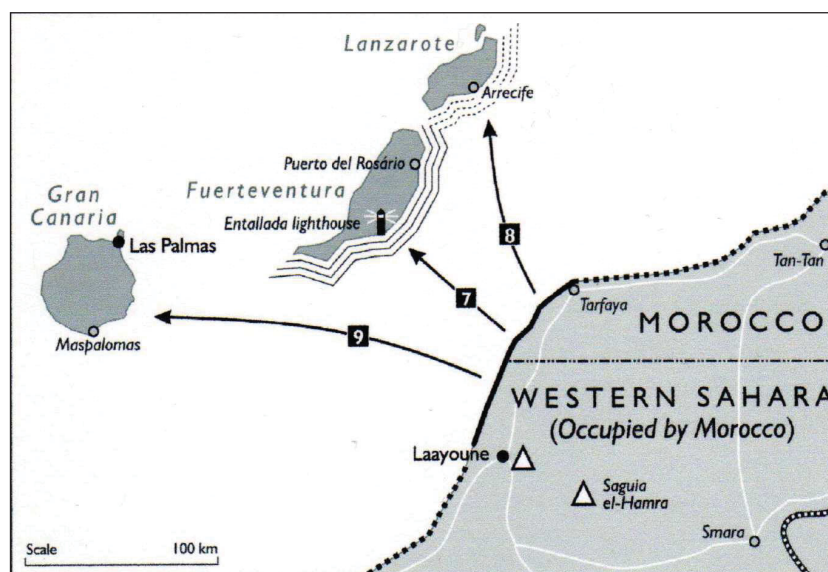 Lanzarote
Arrecife
Puerto del Rosário
Fuerteventura
Gran
Canaria
Entallada lighthouse
Las Palmas
8
Tan-Tan
7
Tarfaya
MOROCCO
9
Maspalomas
WESTERN SAHARA
(Occupied by Morocco)
Laayoune
Saguia
el-Hamra
Smara
Scale 100 km